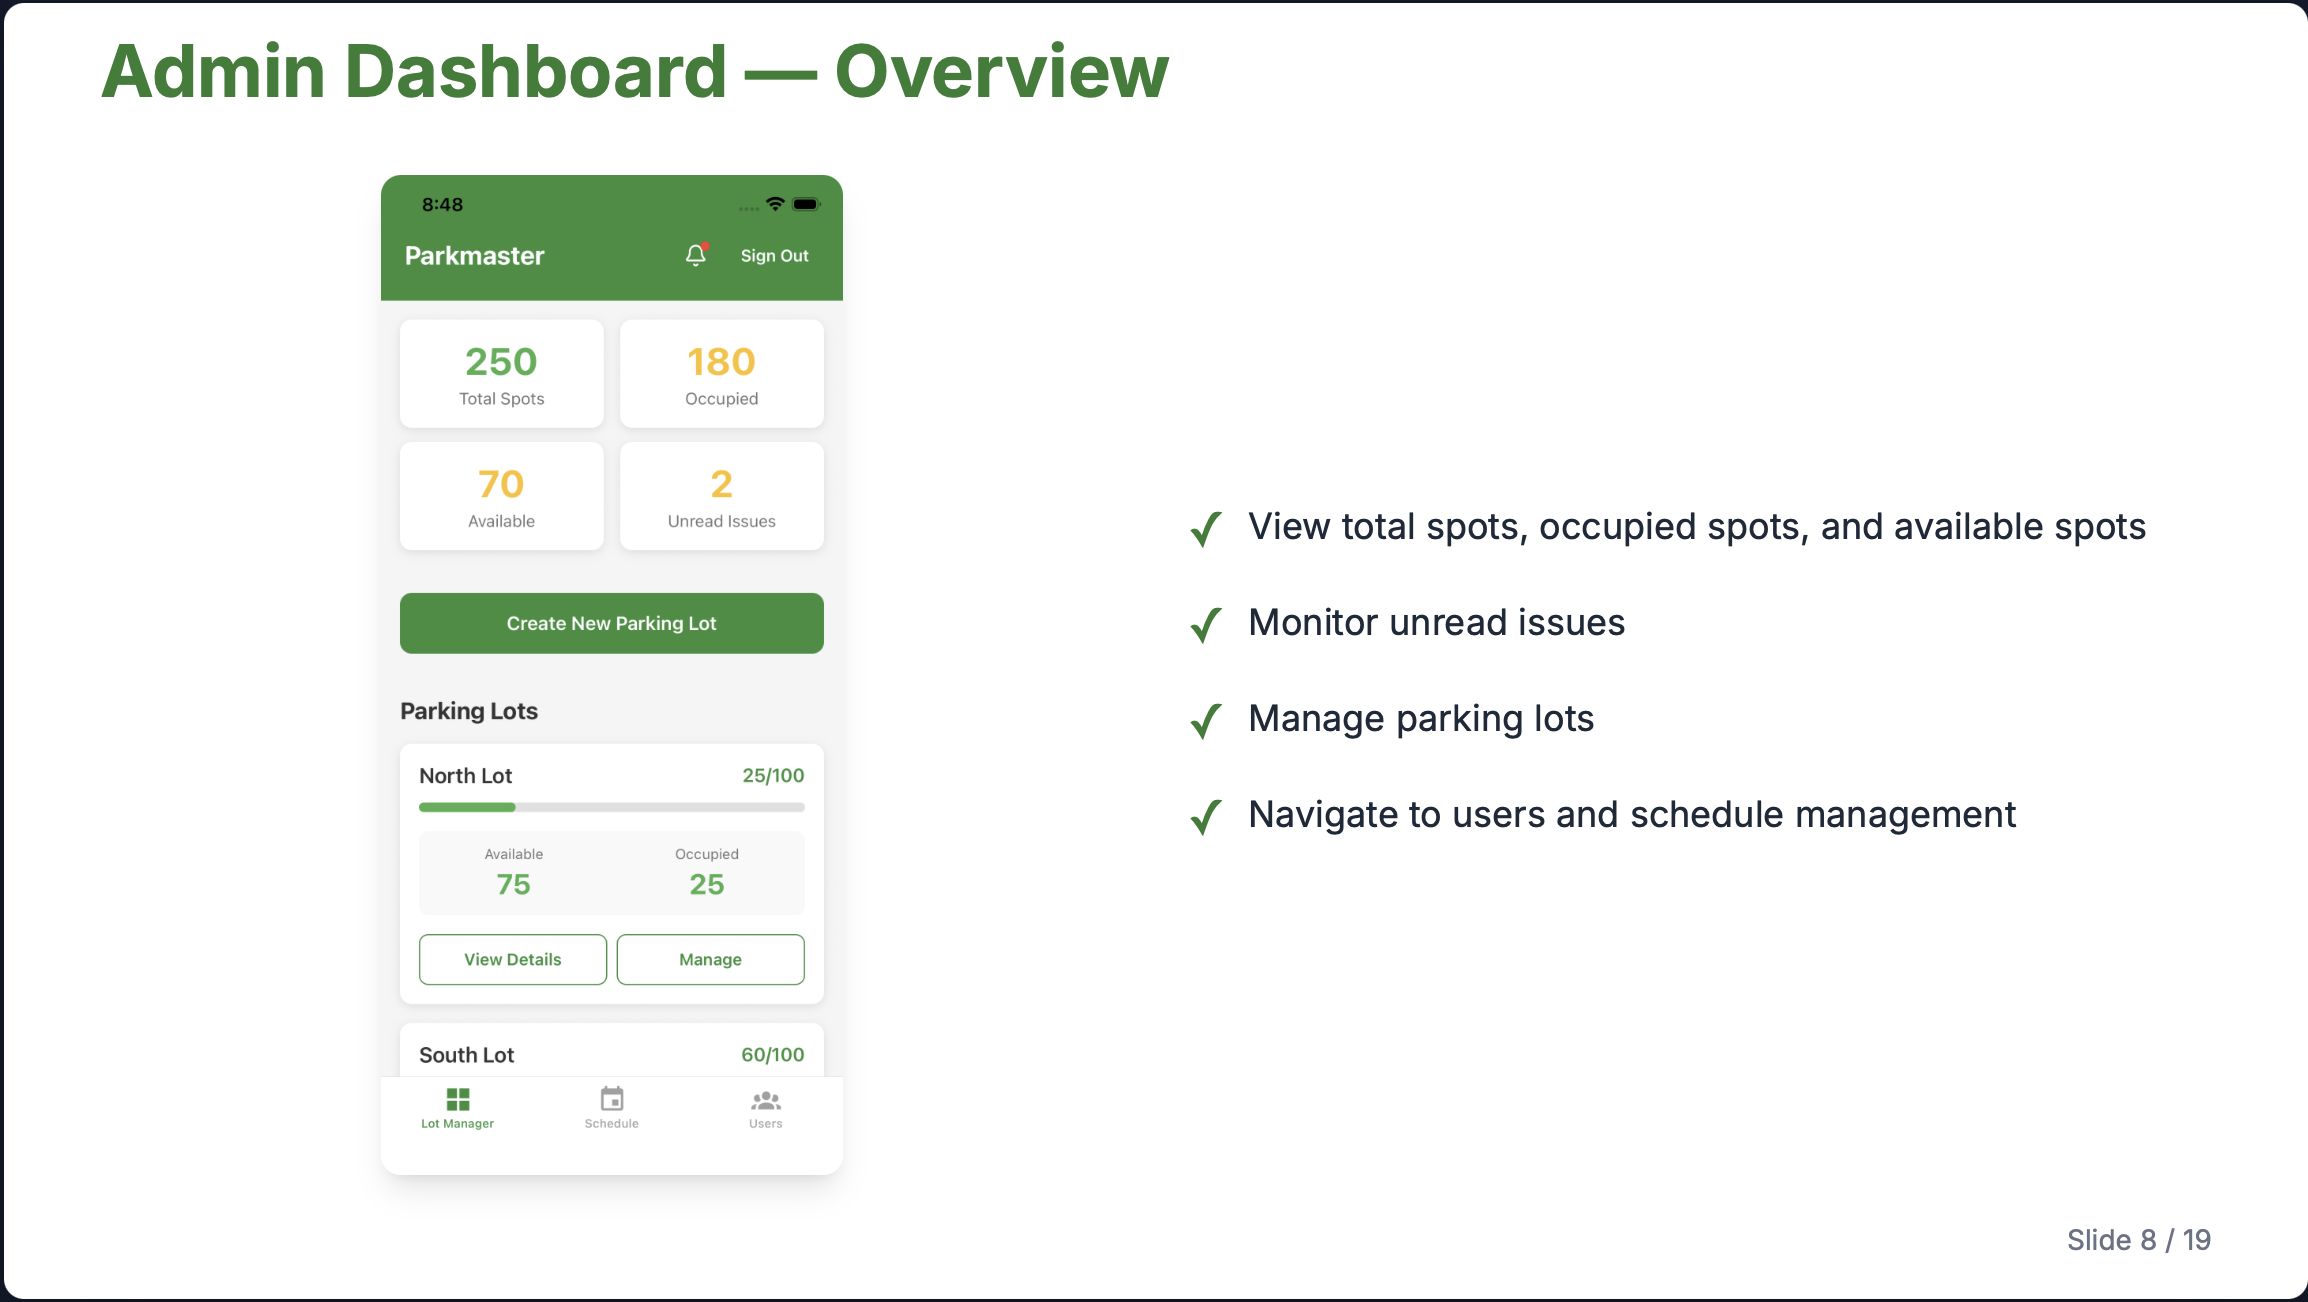 Admin Dashboard — Overview
8:48
Parkmaster
Sign Out
250
Total Spots
180
Occupied
70
Available
2
Unread Issues
Create New Parking Lot
Parking Lots
North Lot
25/100
Available
75
Occupied
25
View Details
Manage
South Lot
60/100
Lot Manager
Schedule
Users
✓ View total spots, occupied spots, and available spots
✓ Monitor unread issues
✓ Manage parking lots
✓ Navigate to users and schedule management
Slide 8 / 19